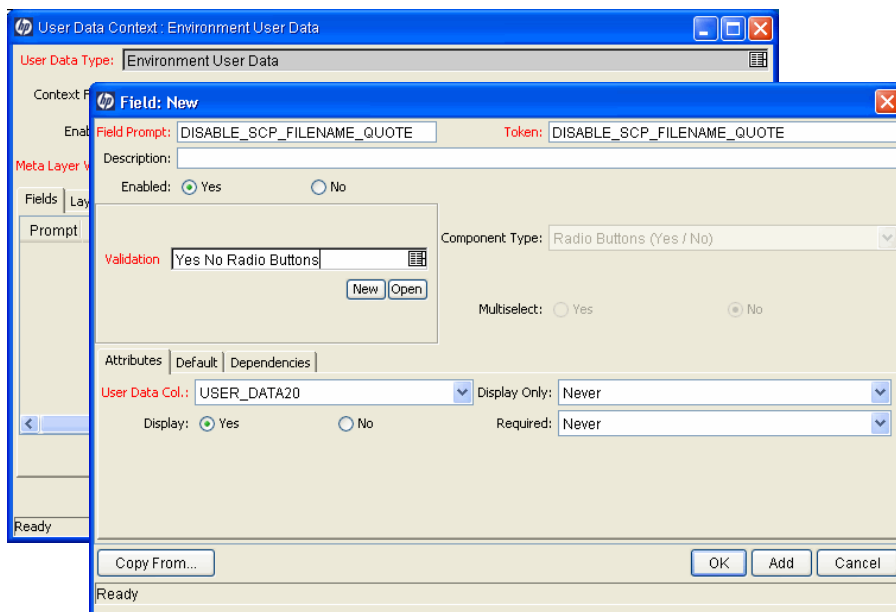 hp User Data Context : Environment User Data
User Data Type: Environment User Data
Context F
hp Field: New
Enab
Field Prompt: DISABLE_SCP_FILENAME_QUOTE Token: DISABLE_SCP_FILENAME_QUOTE
Meta Layer V
Description:
Enabled: Yes No
Fields Lay
Prompt
Validation Yes No Radio Buttons
Component Type: Radio Buttons (Yes / No)
New Open
Multiselect: Yes No
Attributes Default Dependencies
User Data Col.: USER_DATA20 Display Only: Never
Display: Yes No Required: Never
Ready
Copy From... OK Add Cancel
Ready